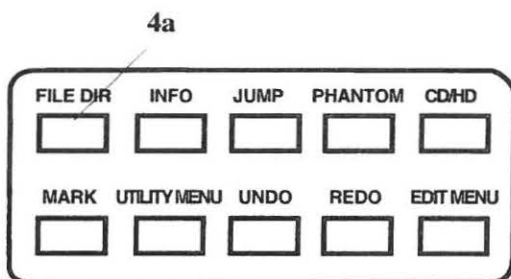 4a
FILE DIR INFO JUMP PHANTOM CD/HD
MARK UTILITY MENU UNDO REDO EDIT MENU